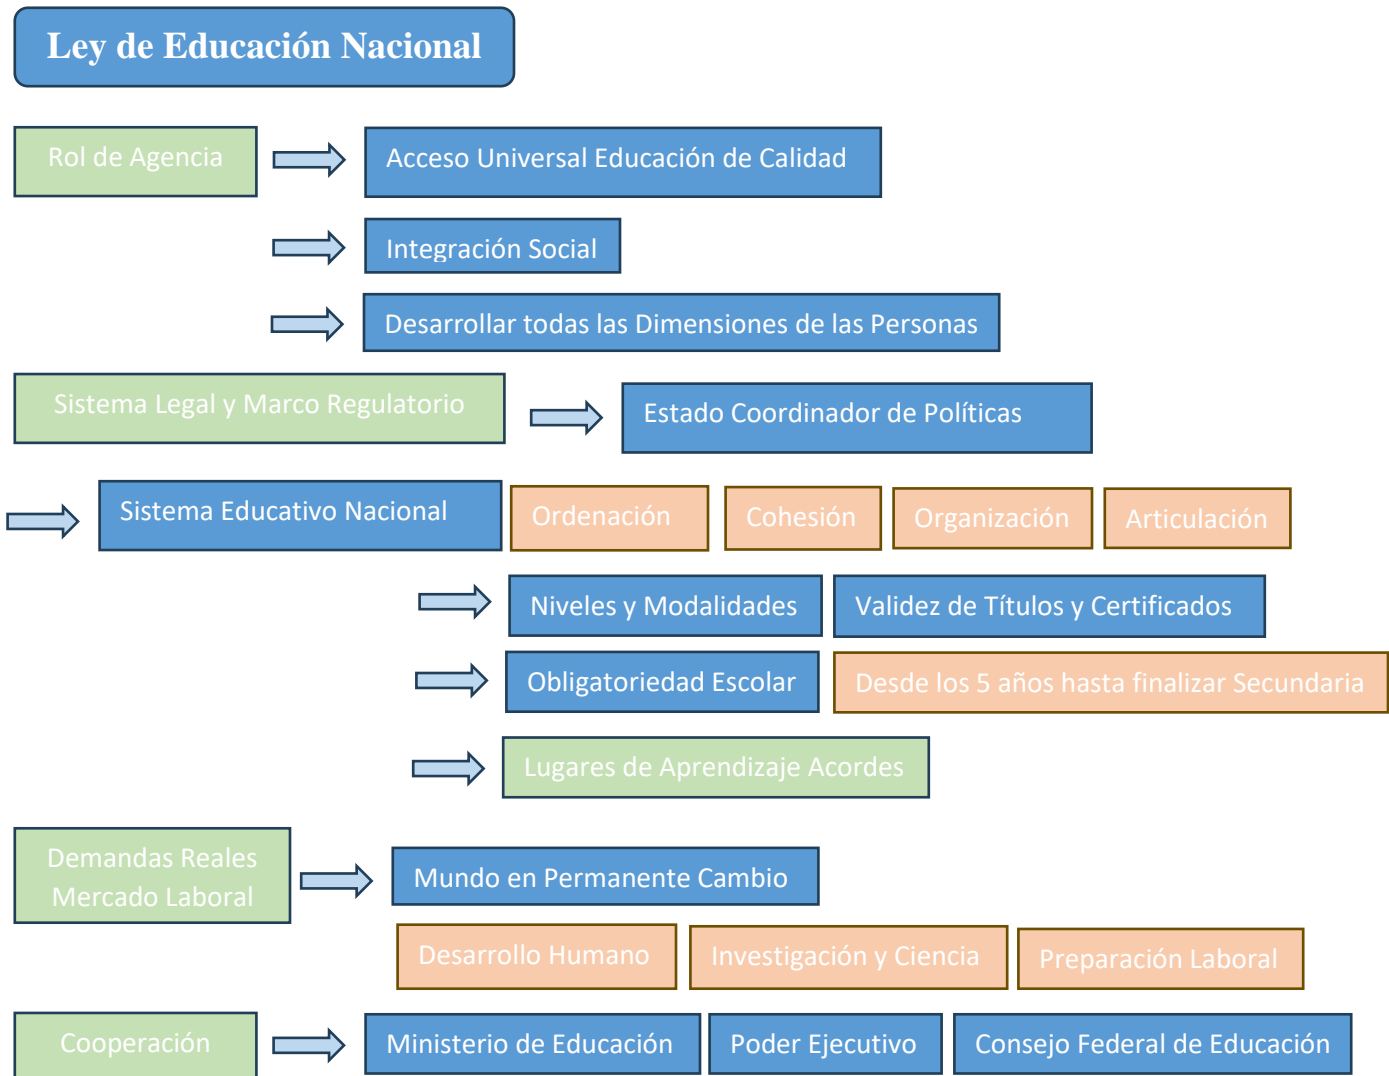 Ley de Educación Nacional
Rol de Agencia
Acceso Universal Educación de Calidad
Integración Social
Desarrollar todas las Dimensiones de las Personas
Sistema Legal y Marco Regulatorio
Estado Coordinador de Políticas
Sistema Educativo Nacional
Ordenación
Cohesión
Organización
Articulación
Niveles y Modalidades
Validez de Títulos y Certificados
Obligatoriedad Escolar
Desde los 5 años hasta finalizar Secundaria
Lugares de Aprendizaje Acordes
Demandas Reales
Mercado Laboral
Mundo en Permanente Cambio
Desarrollo Humano
Investigación y Ciencia
Preparación Laboral
Cooperación
Ministerio de Educación
Poder Ejecutivo
Consejo Federal de Educación